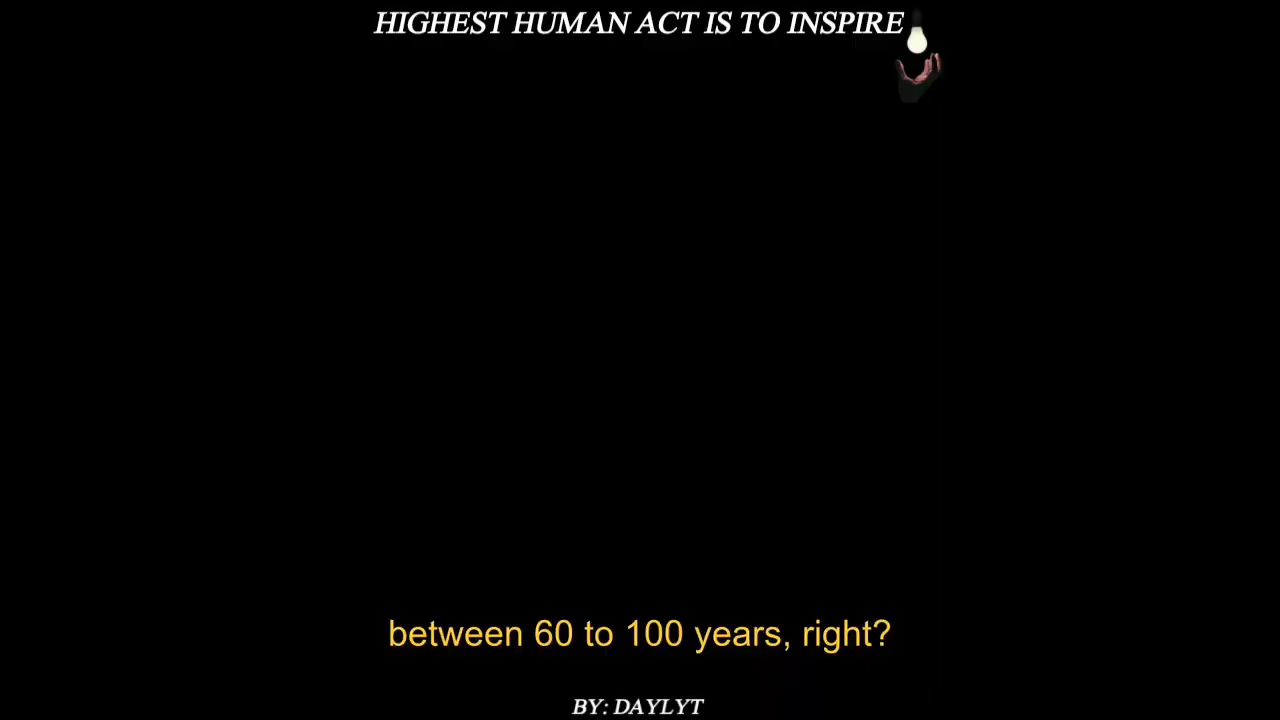 HIGHEST HUMAN ACT IS TO INSPIRE
between 60 to 100 years, right?
BY: DAYLYT